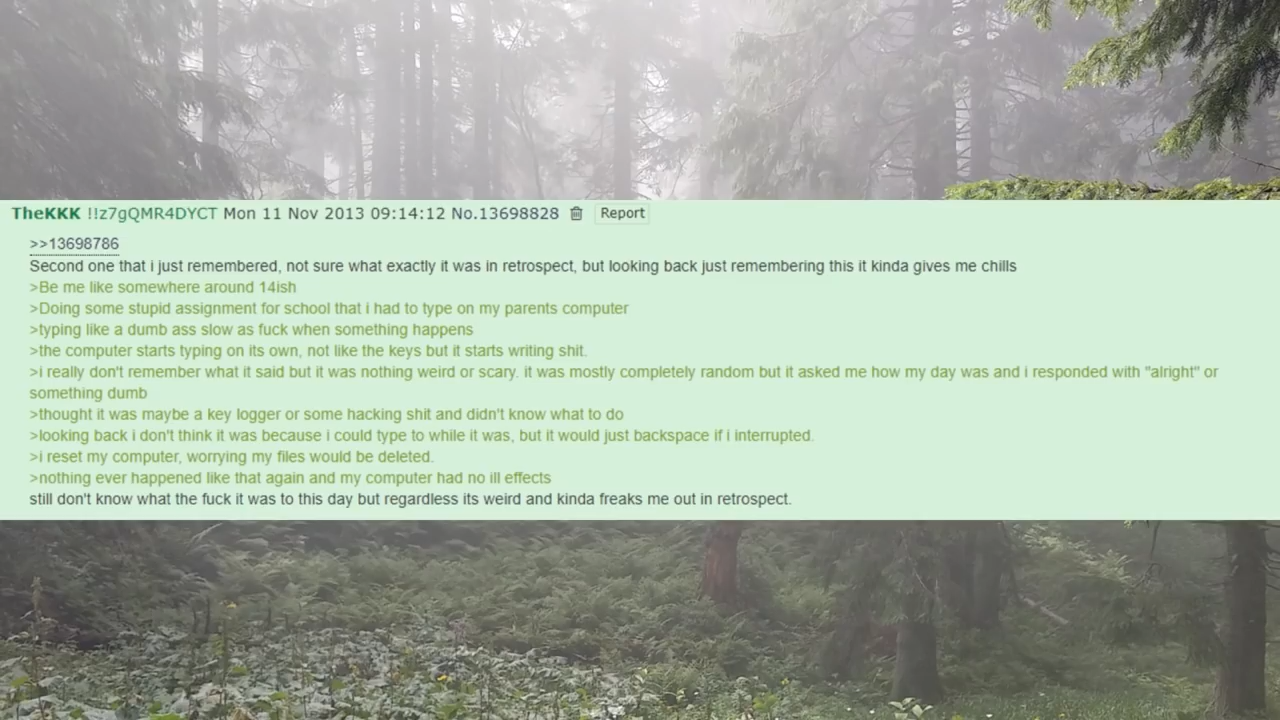 TheKKK !!z7gQMR4DYCT Mon 11 Nov 2013 09:14:12 No.13698828 Report
>>13698786
Second one that i just remembered, not sure what exactly it was in retrospect, but looking back just remembering this it kinda gives me chills
>Be me like somewhere around 14ish
>Doing some stupid assignment for school that i had to type on my parents computer
>typing like a dumb ass slow as fuck when something happens
>the computer starts typing on its own, not like the keys but it starts writing shit.
>i really don't remember what it said but it was nothing weird or scary. it was mostly completely random but it asked me how my day was and i responded with "alright" or
something dumb
>thought it was maybe a key logger or some hacking shit and didn't know what to do
>looking back i don't think it was because i could type to while it was, but it would just backspace if i interrupted.
>i reset my computer, worrying my files would be deleted.
>nothing ever happened like that again and my computer had no ill effects
still don't know what the fuck it was to this day but regardless its weird and kinda freaks me out in retrospect.